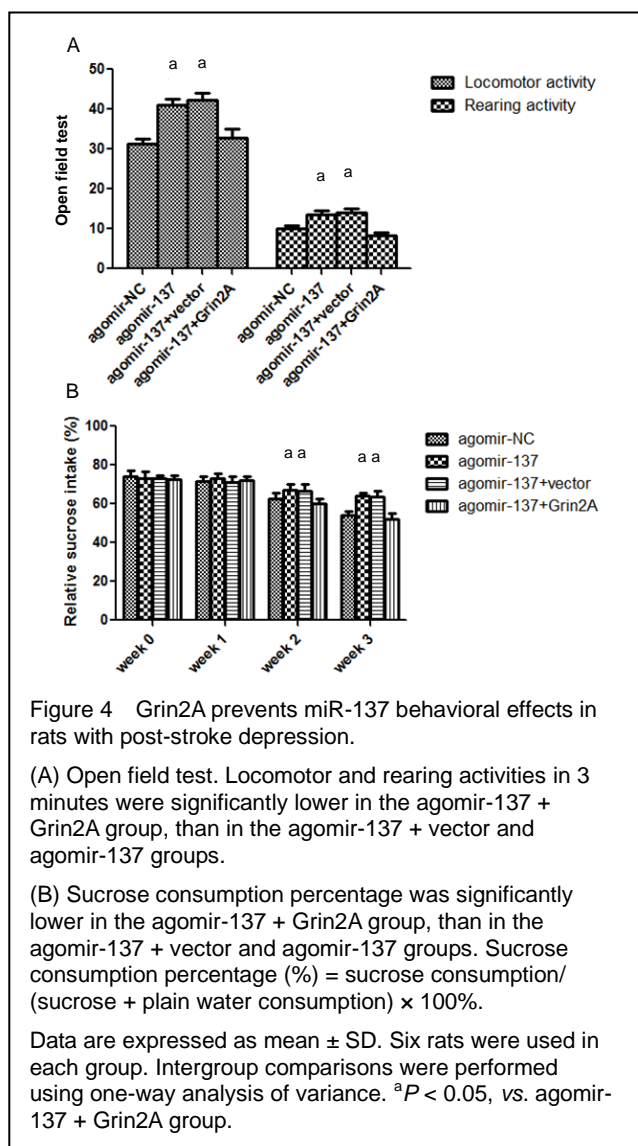 A
a a
a a
50
40
30
20
10
0
Open field test
Locomotor activity
Rearing activity
agomir-NC
agomir-137
agomir-137+vector
agomir-137+Grin2A
agomir-NC
agomir-137
agomir-137+vector
agomir-137+Grin2A
B
100
80
60
40
20
0
Relative sucrose intake (%)
a a
a a
agomir-NC
agomir-137
agomir-137+vector
agomir-137+Grin2A
week 0
week 1
week 2
week 3
Figure 4 Grin2A prevents miR-137 behavioral effects in
rats with post-stroke depression.
(A) Open field test. Locomotor and rearing activities in 3
minutes were significantly lower in the agomir-137 +
Grin2A group, than in the agomir-137 + vector and
agomir-137 groups.
(B) Sucrose consumption percentage was significantly
lower in the agomir-137 + Grin2A group, than in the
agomir-137 + vector and agomir-137 groups. Sucrose
consumption percentage (%) = sucrose consumption/
(sucrose + plain water consumption) × 100%.
Data are expressed as mean ± SD. Six rats were used in
each group. Intergroup comparisons were performed
using one-way analysis of variance. ᵃP < 0.05, vs. agomir-
137 + Grin2A group.